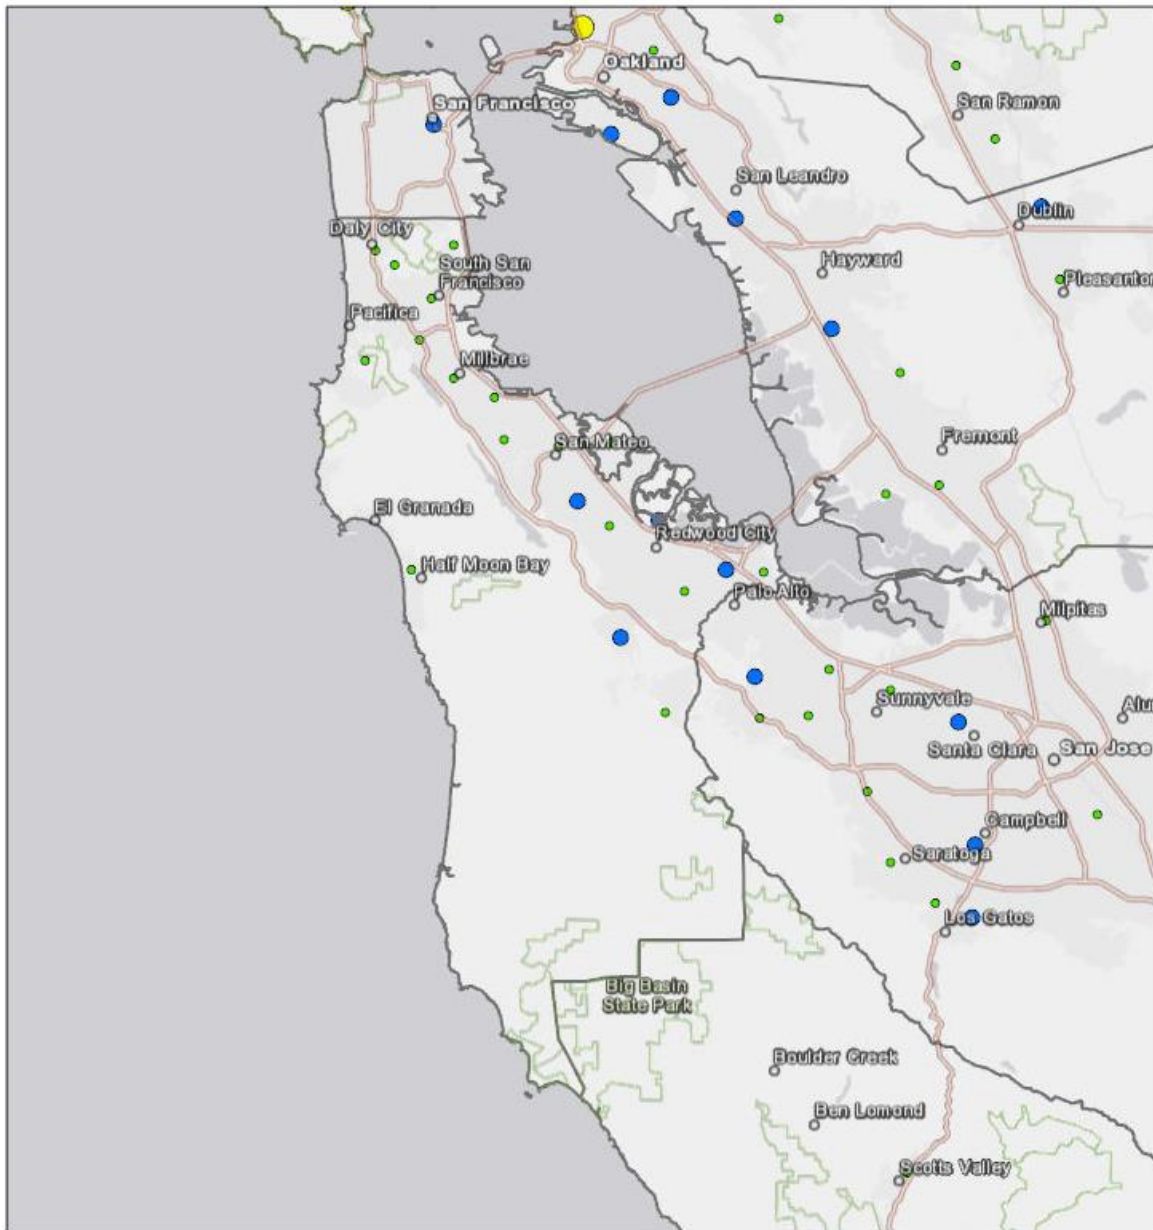 Oakland
San Francisco
San Ramon
San Leandro
Dublin
Daly City
South San
Francisco
Hayward
Pleasanton
Pacifica
Millbrae
San Mateo
Fremont
El Granada
Redwood City
Half Moon Bay
Palo Alto
Milpitas
Sunnyvale
Alu
Santa Clara
San Jose
Campbell
Saratoga
Los Gatos
Big Basin
State Park
Boulder Creek
Ben Lomond
Scotts Valley